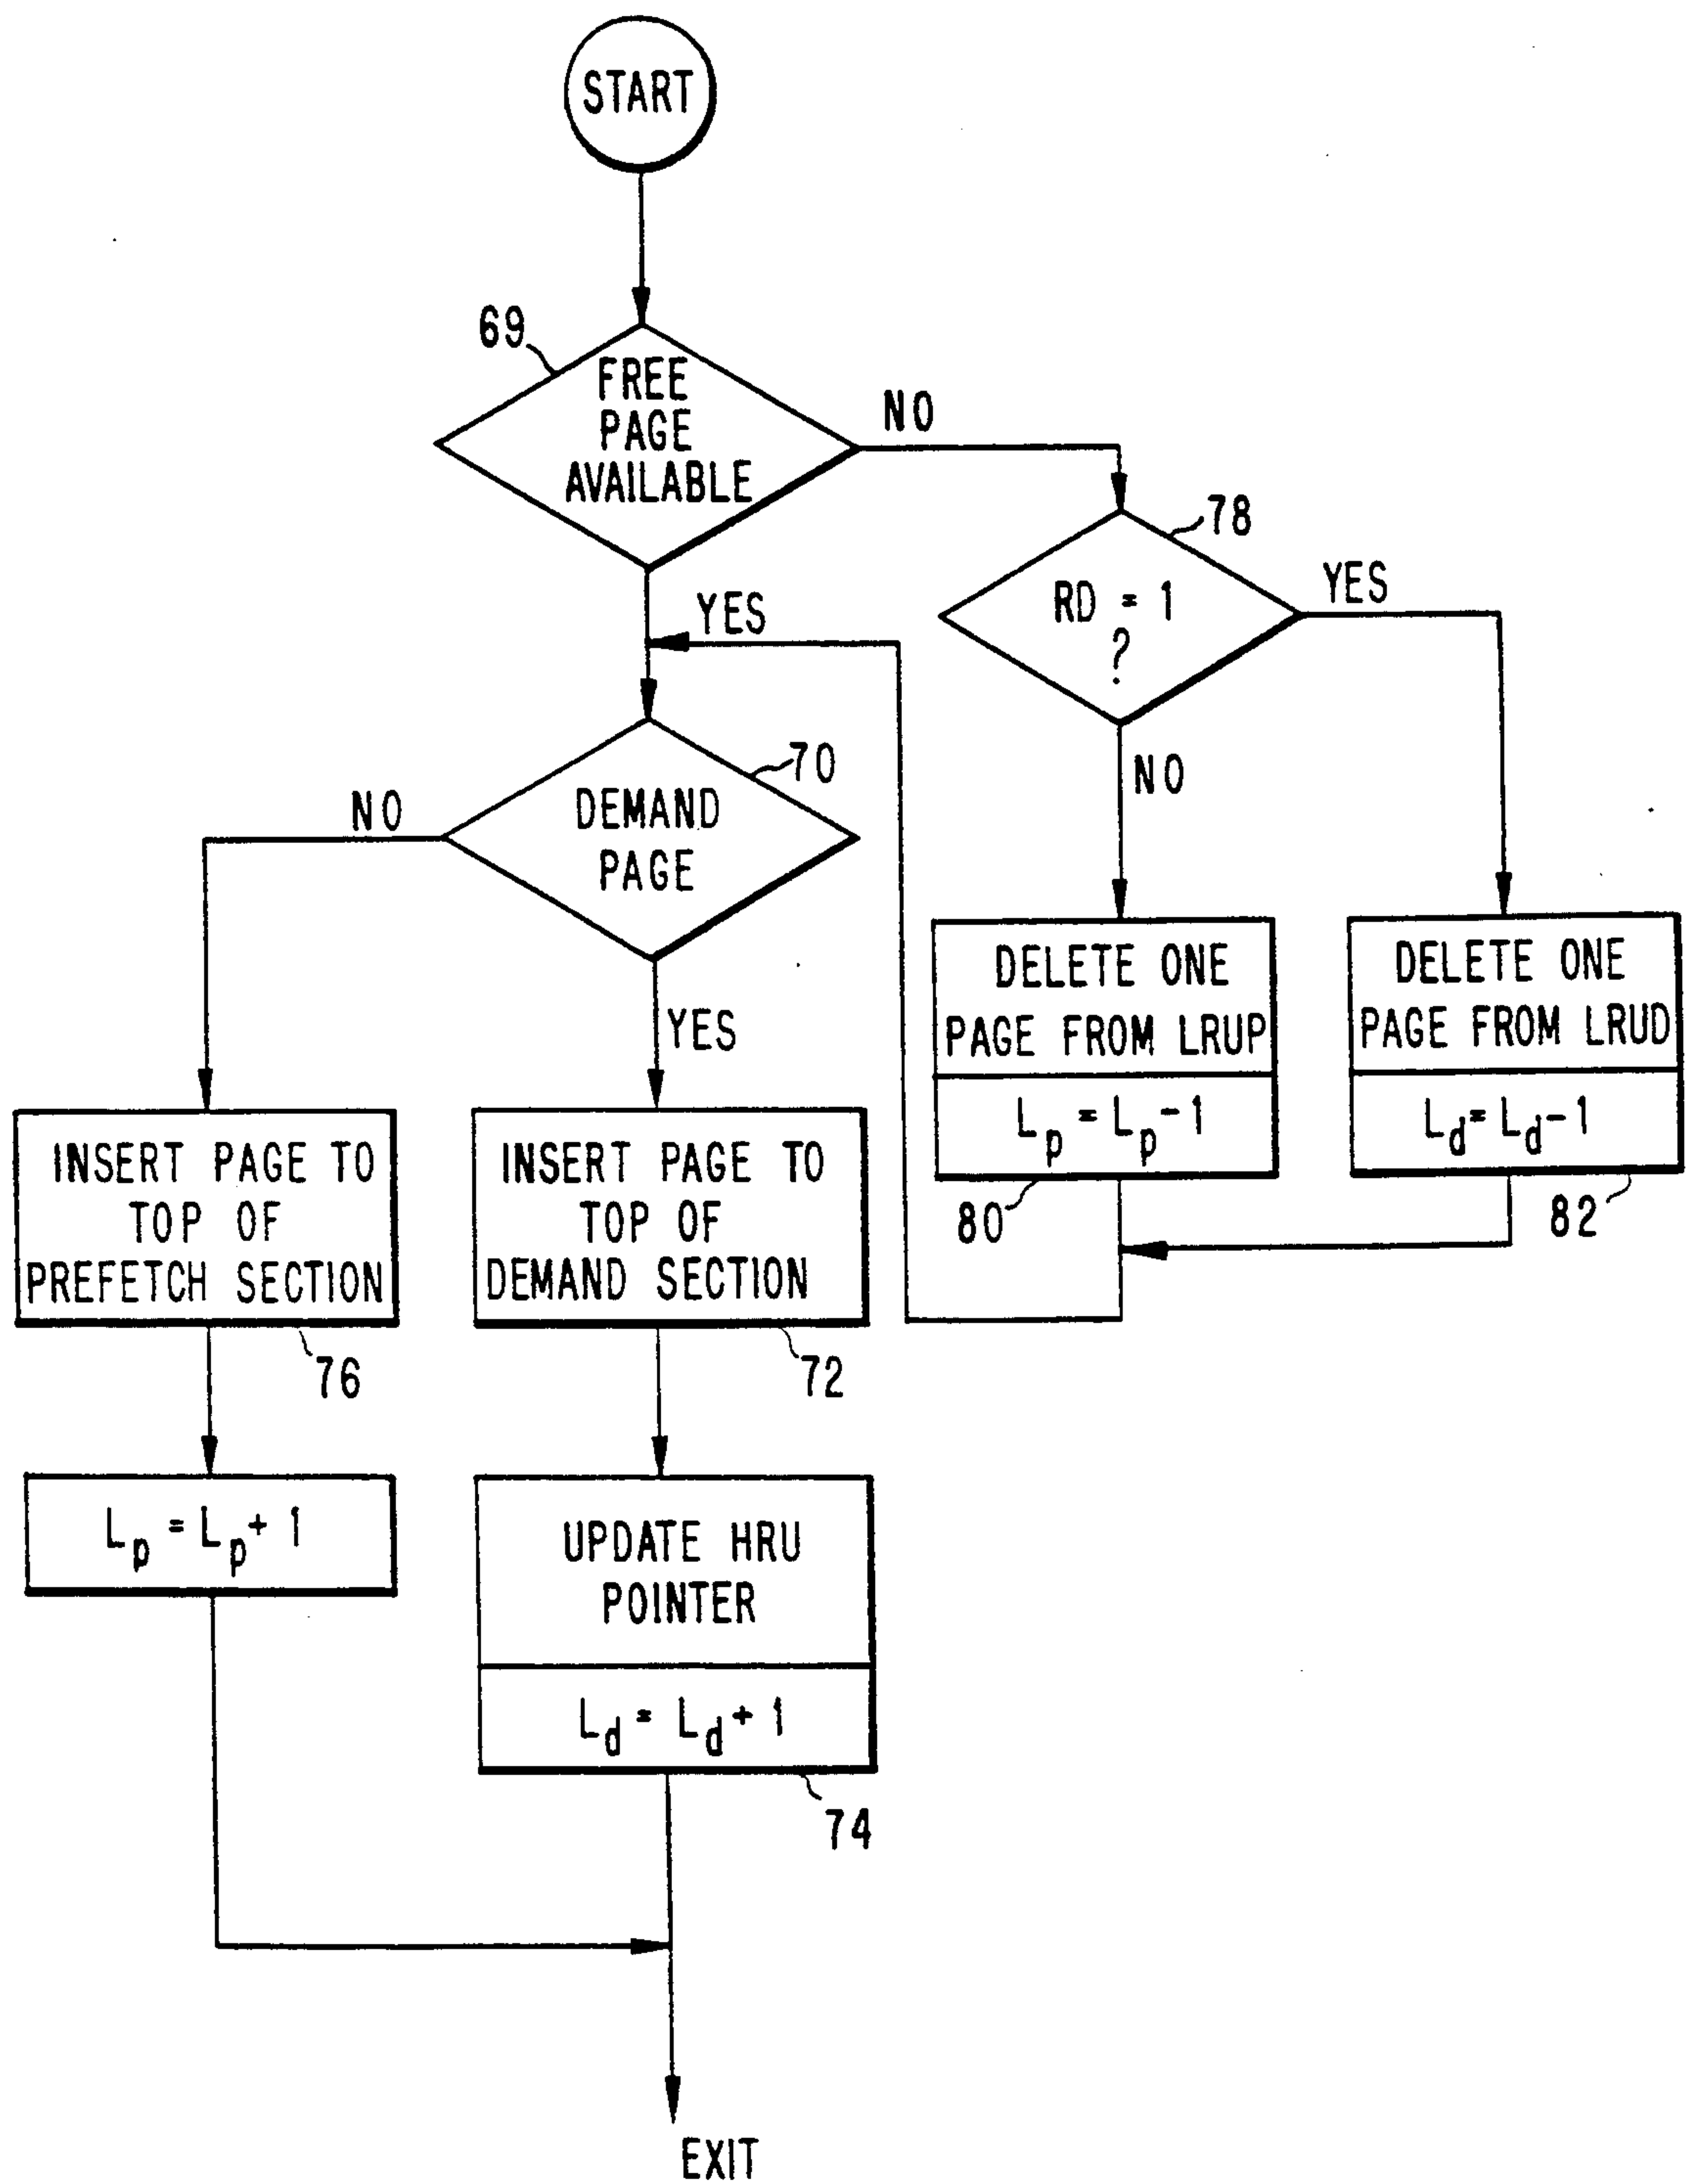 START
69
FREE
PAGE
AVAILABLE
NO
78
RD = 1
?
YES
YES
NO
70
DEMAND
PAGE
NO
YES
DELETE ONE
PAGE FROM LRUP
Lp = Lp - 1
80
DELETE ONE
PAGE FROM LRUD
Ld = Ld - 1
82
INSERT PAGE TO
TOP OF
PREFETCH SECTION
76
INSERT PAGE TO
TOP OF
DEMAND SECTION
72
Lp = Lp + 1
UPDATE HRU
POINTER
Ld = Ld + 1
74
EXIT